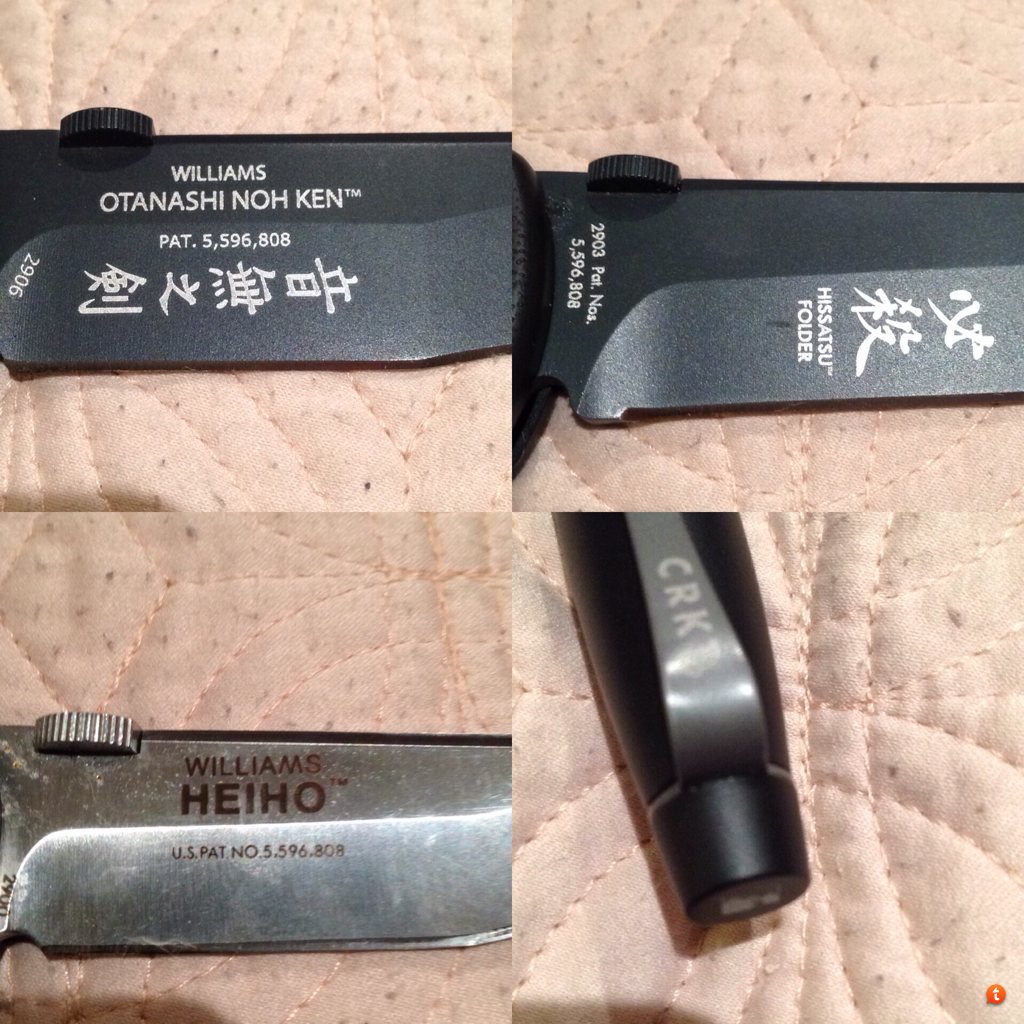 WILLIAMS
OTANASHI NOH KEN™
PAT. 5,596,808
音無之剣
2906
2903 Pat. Nos.
5,596,808
必殺
HISSATSU™
FOLDER
WILLIAMS
HEIHO™
U.S. PAT NO. 5,596,808
CRKT
t